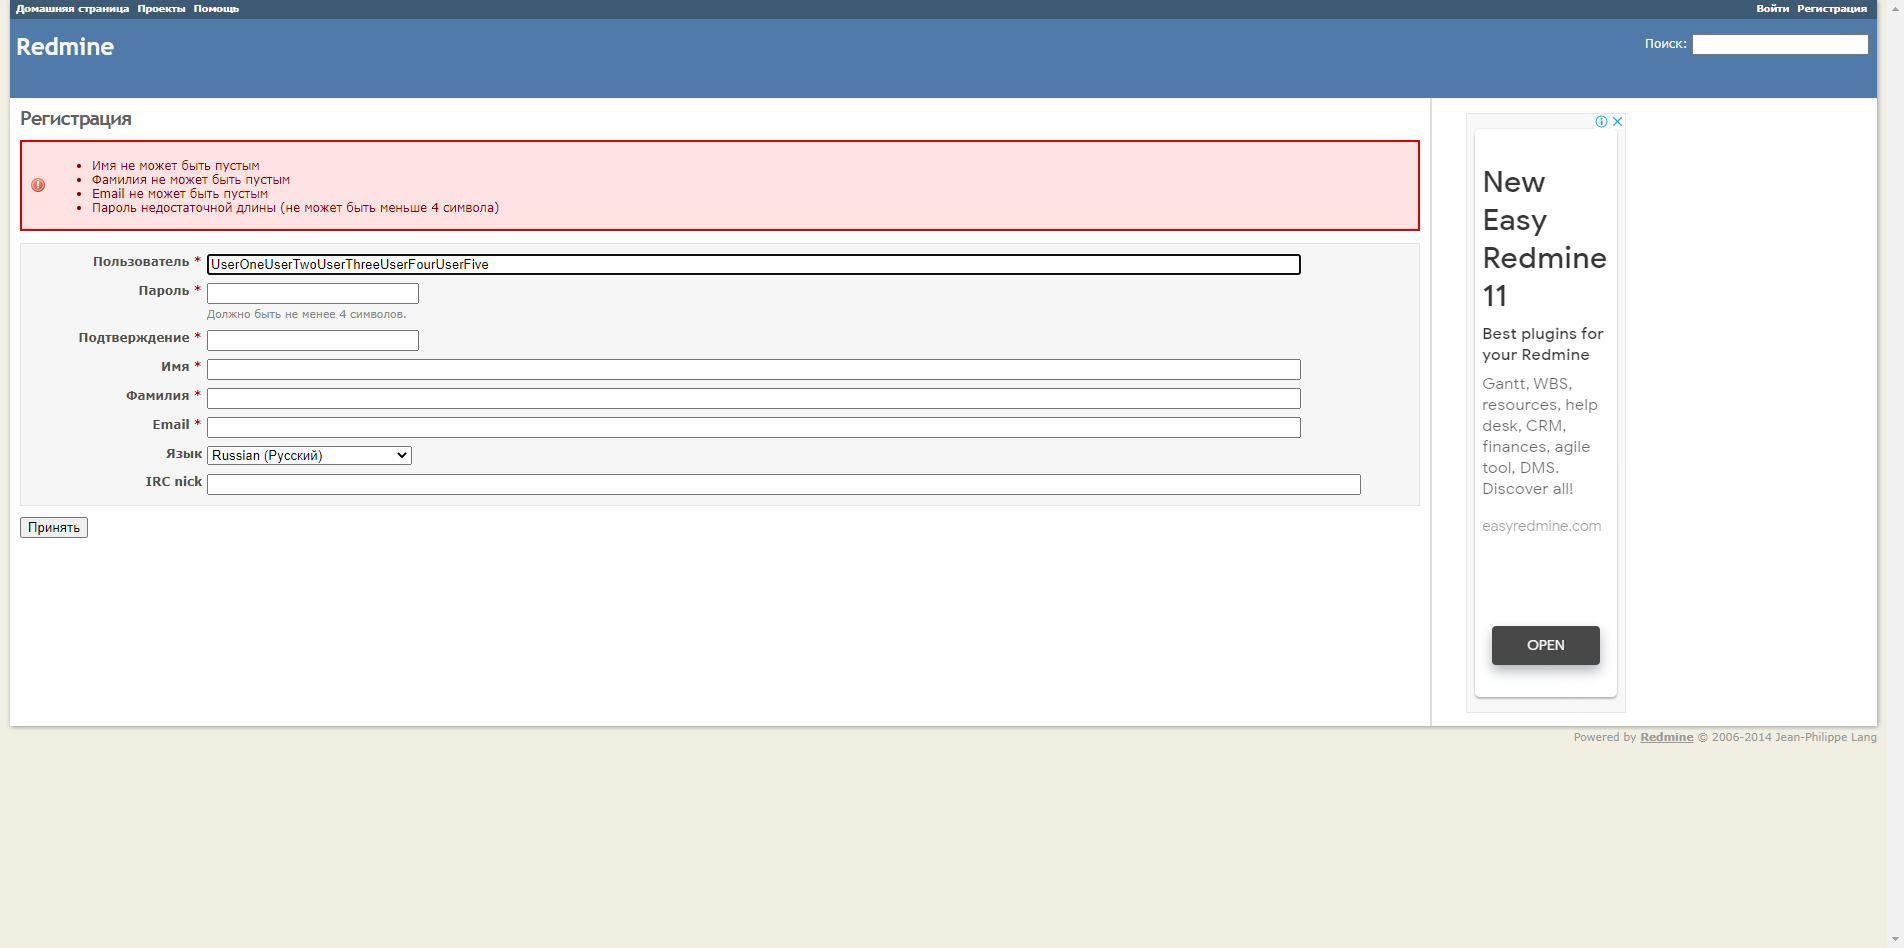 Домашняя страница Проекты Помощь
Войти Регистрация
Redmine
Поиск:
Регистрация
Имя не может быть пустым
Фамилия не может быть пустым
Email не может быть пустым
Пароль недостаточной длины (не может быть меньше 4 символа)
Пользователь * UserOneUserTwoUserThreeUserFourUserFive
Пароль *
Должно быть не менее 4 символов.
Подтверждение *
Имя *
Фамилия *
Email *
Язык Russian (Русский)
IRC nick
Принять
New
Easy
Redmine
11
Best plugins for
your Redmine
Gantt, WBS,
resources, help
desk, CRM,
finances, agile
tool, DMS.
Discover all!
easyredmine.com
OPEN
Powered by Redmine © 2006-2014 Jean-Philippe Lang